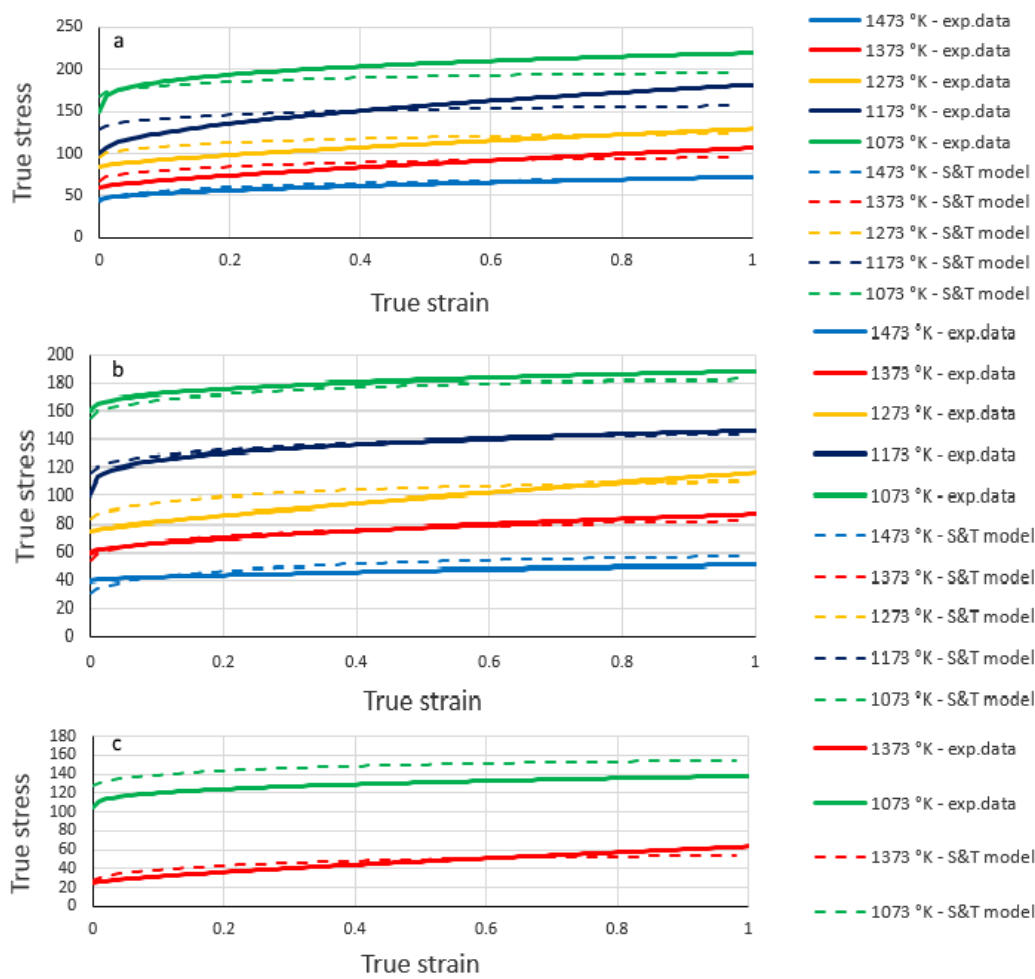 a
True stress
250
200
150
100
50
0
0
0.2
0.4
0.6
0.8
1
True strain
1473 °K - exp.data
1373 °K - exp.data
1273 °K - exp.data
1173 °K - exp.data
1073 °K - exp.data
1473 °K - S&T model
1373 °K - S&T model
1273 °K - S&T model
1173 °K - S&T model
1073 °K - S&T model
b
True stress
200
180
160
140
120
100
80
60
40
20
0
0
0.2
0.4
0.6
0.8
1
True strain
1473 °K - exp.data
1373 °K - exp.data
1273 °K - exp.data
1173 °K - exp.data
1073 °K - exp.data
1473 °K - S&T model
1373 °K - S&T model
1273 °K - S&T model
1173 °K - S&T model
1073 °K - S&T model
c
True stress
180
160
140
120
100
80
60
40
20
0
0
0.2
0.4
0.6
0.8
1
True strain
1373 °K - exp.data
1073 °K - exp.data
1373 °K - S&T model
1073 °K - S&T model